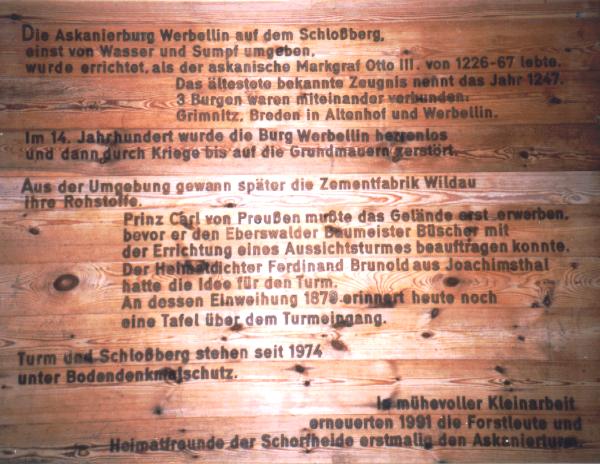 Die Askanierburg Werbellin auf dem Schloßberg,
einst von Wasser und Sumpf umgeben,
wurde errichtet, als der askanische Markgraf Otto III. von 1226-67 lebte.
Das ältestete bekannte Zeugnis nehnt das Jahr 1247.
3 Burgen waren miteinander verbunden:
Grimnitz, Breden in Altenhof und Werbellin.
Im 14. Jahrhundert wurde die Burg Werbellin herrenlos
und dann durch Kriege bis auf die Grundmauern zerstört.
Aus der Umgebung gewann später die Zementfabrik Wildau
ihre Rohstoffe.
Prinz Carl von Preußen mußte das Gelände erst erwerben,
bevor er den Eberswalder Baumeister Büscher mit
der Errichtung eines Aussichtsturmes beauftragen konnte.
Der Heimatdichter Ferdinand Brunold aus Joachimsthal
hatte die Idee für den Turm.
An dessen Einweihung 1879 erinnert heute noch
eine Tafel über dem Turmeingang.
Turm und Schloßberg stehen seit 1974
unter Bodendenkmalschutz.
In mühevoller Kleinarbeit
erneuerten 1991 die Forstleute und
Heimatfreunde der Schorfheide erstmalig den Askanierturm.